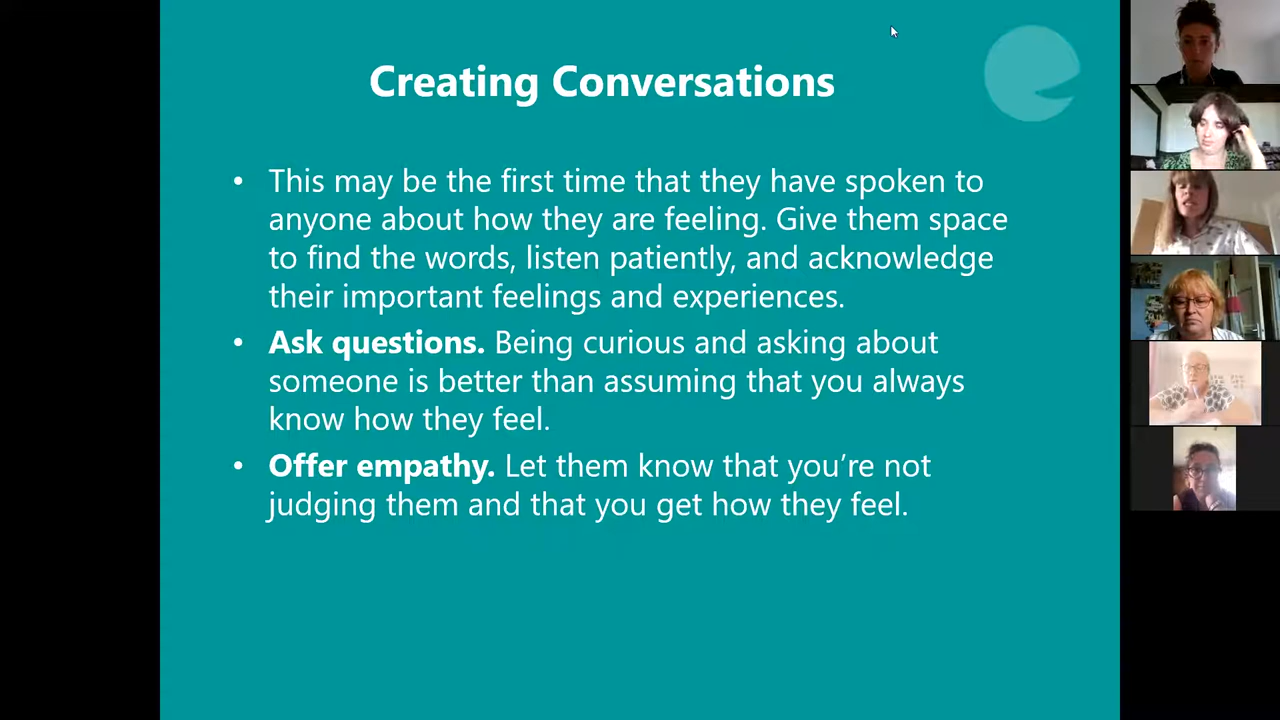 Creating Conversations
• This may be the first time that they have spoken to
anyone about how they are feeling. Give them space
to find the words, listen patiently, and acknowledge
their important feelings and experiences.
• Ask questions. Being curious and asking about
someone is better than assuming that you always
know how they feel.
• Offer empathy. Let them know that you’re not
judging them and that you get how they feel.